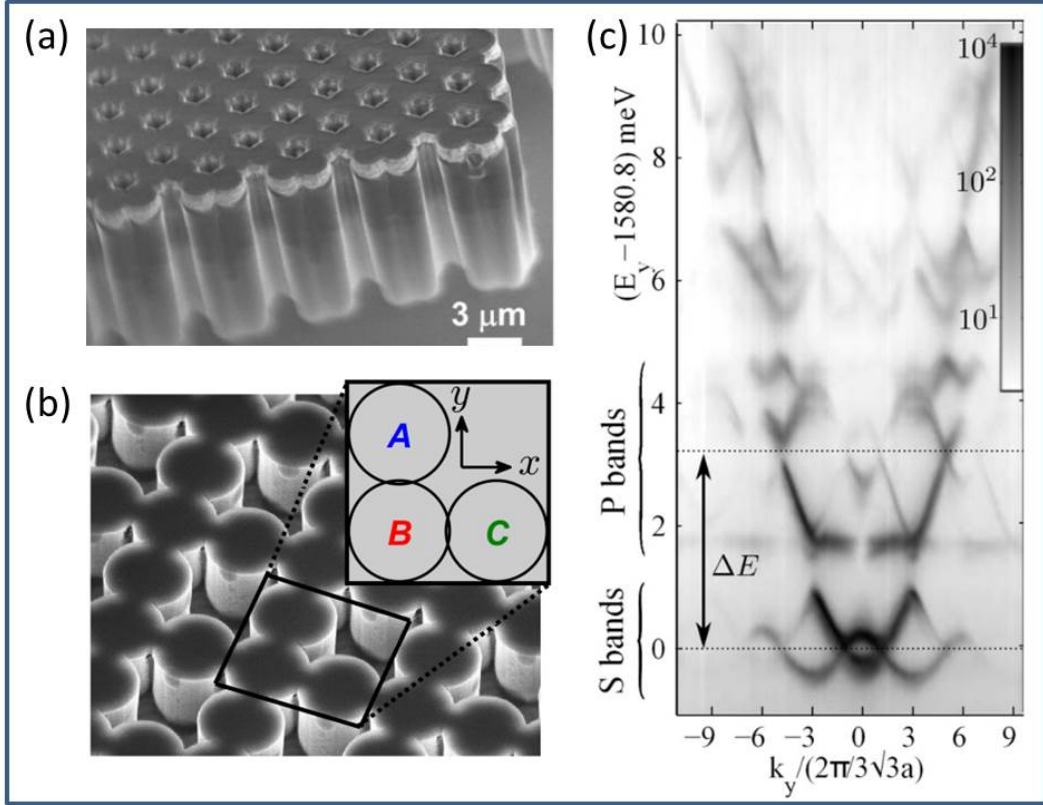 (a)
3 μm
(b)
A
B
C
y
x
(c)
(E_y−1580.8) meV
10
8
6
4
2
0
10^4
10^2
10^1
P bands
S bands
ΔE
−9 −6 −3 0 3 6 9
k_y/(2π/3√3a)